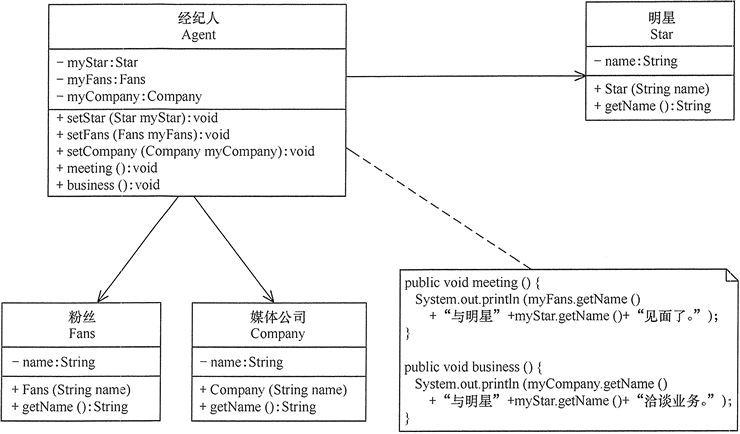 经纪人
Agent
- myStar:Star
- myFans:Fans
- myCompany:Company
+ setStar (Star myStar):void
+ setFans (Fans myFans):void
+ setCompany (Company myCompany):void
+ meeting ():void
+ business ():void
明星
Star
- name:String
+ Star (String name)
+ getName ():String
粉丝
Fans
- name:String
+ Fans (String name)
+ getName ():String
媒体公司
Company
- name:String
+ Company (String name)
+ getName ():String
public void meeting () {
System.out.println (myFans.getName ()
+ “与明星” +myStar.getName ()+ “见面了。” );
}
public void business () {
System.out.println (myCompany.getName ()
+ “与明星” +myStar.getName ()+ “洽谈业务。” );
}